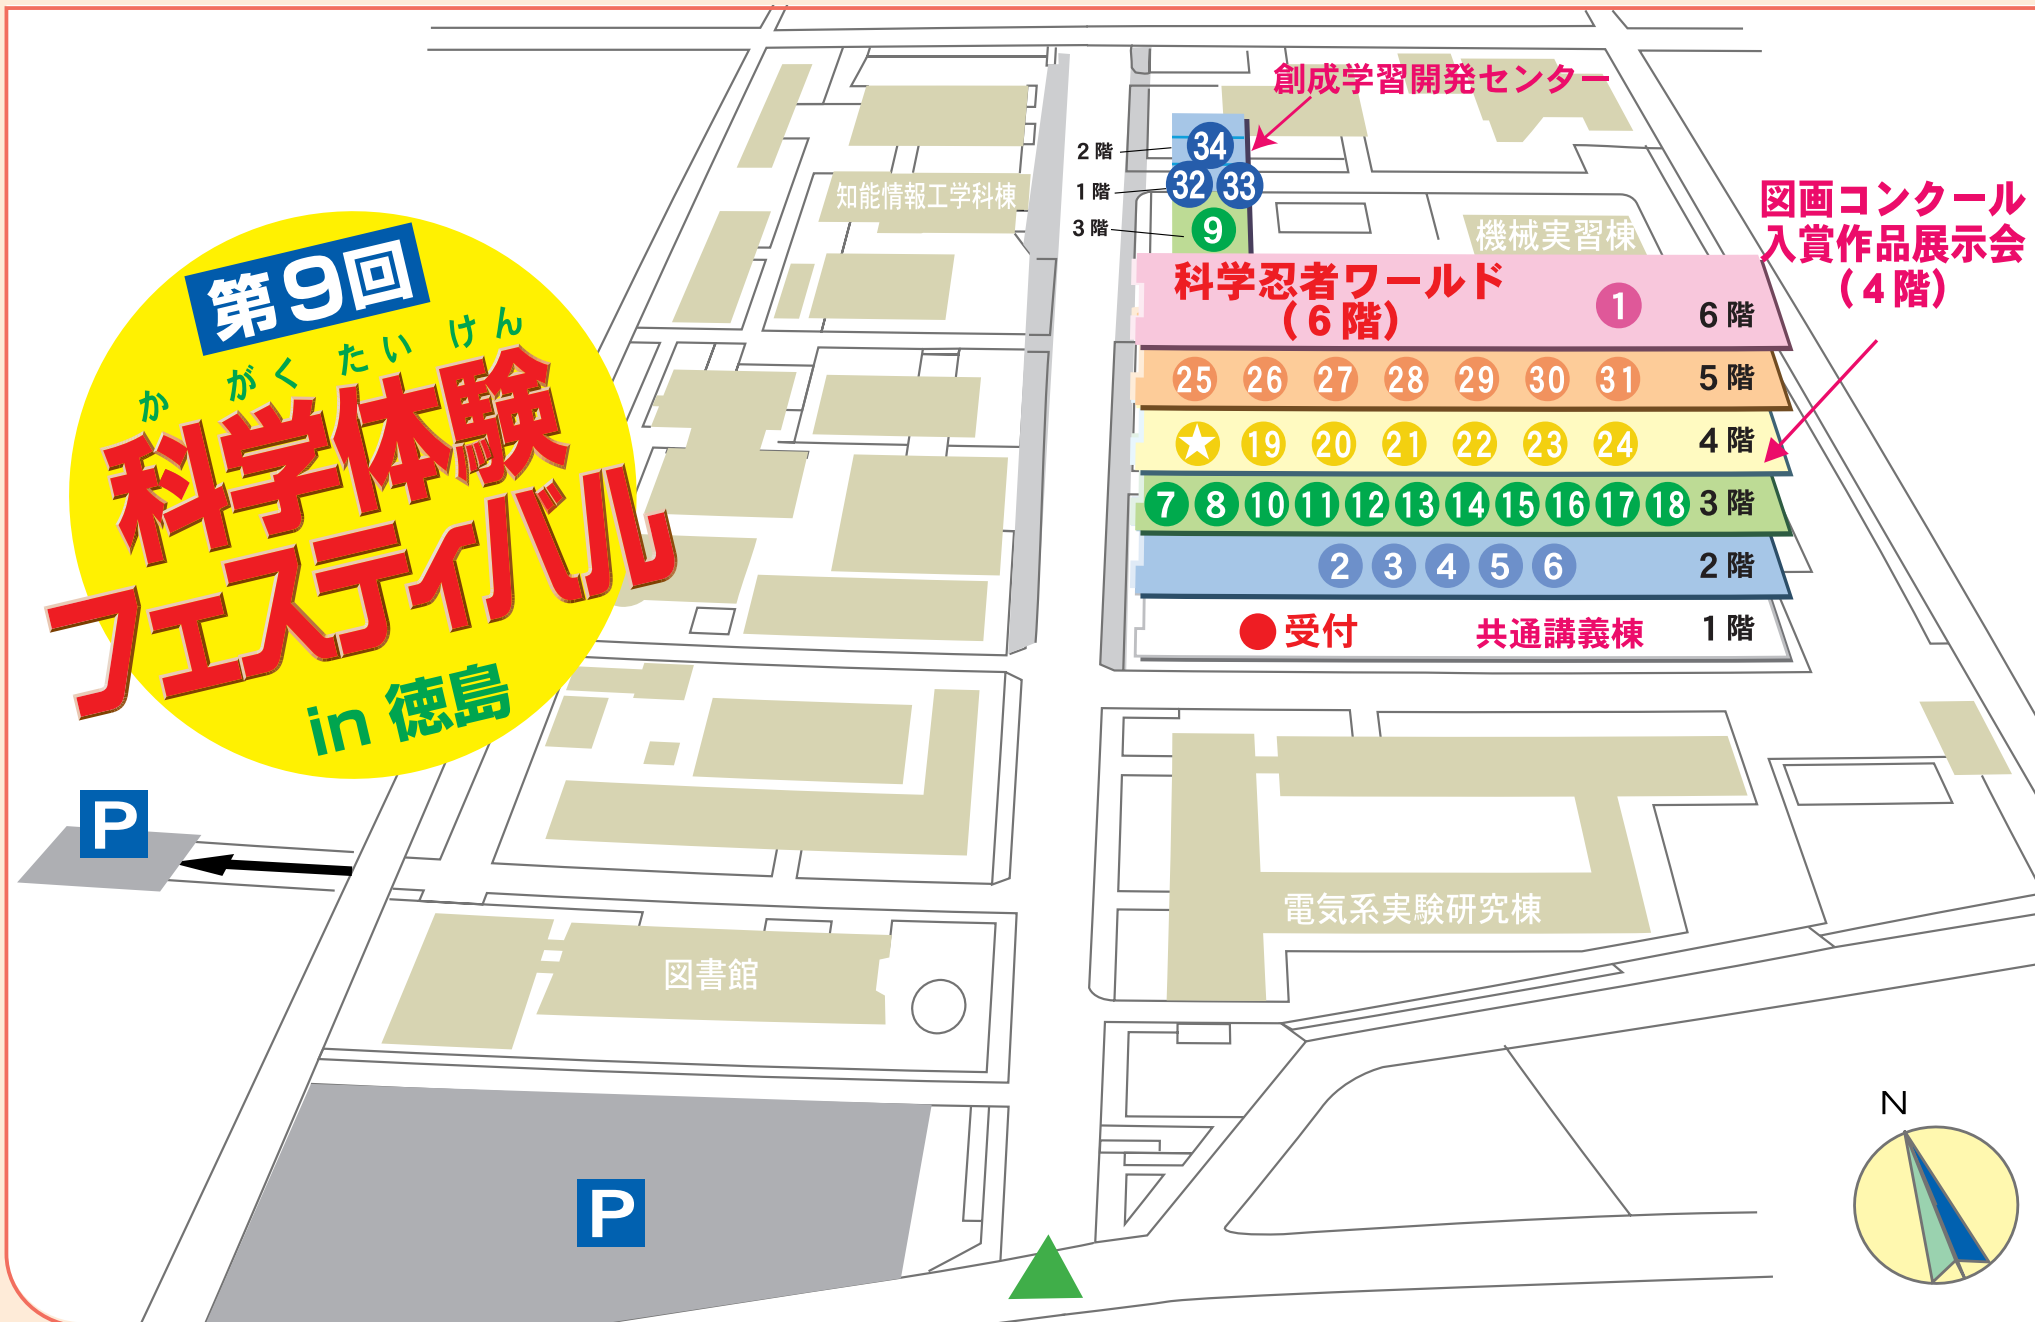 第9回
か がく たい けん
科学体験
フェスティバル
in 徳島
創成学習開発センター
2階
34
1階
32 33
3階
9
知能情報工学科棟
機械実習棟
図画コンクール
入賞作品展示会
(4階)
科学忍者ワールド
(6階)
1
6階
25 26 27 28 29 30 31 5階
★ 19 20 21 22 23 24 4階
7 8 10 11 12 13 14 15 16 17 18 3階
2 3 4 5 6 2階
●受付 共通講義棟 1階
P
電気系実験研究棟
図書館
N
P